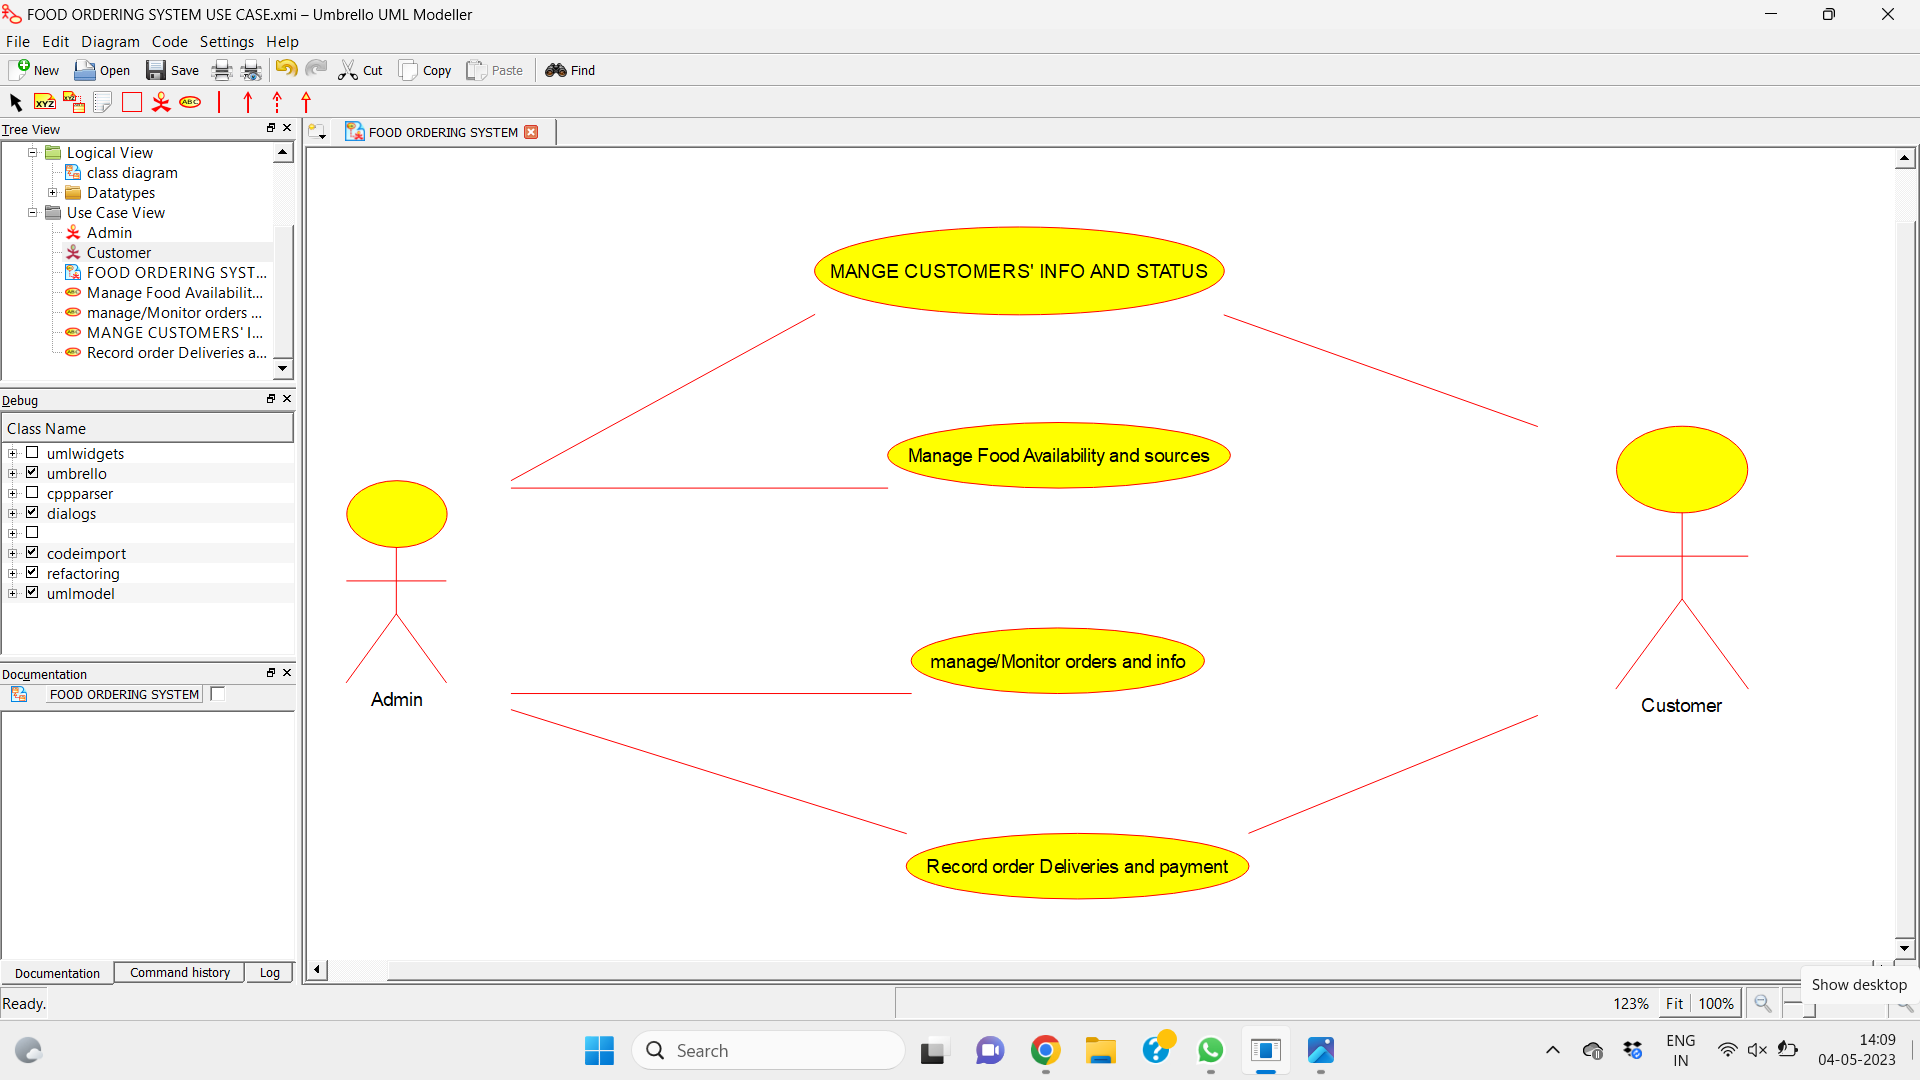 FOOD ORDERING SYSTEM USE CASE.xmi – Umbrello UML Modeller
File Edit Diagram Code Settings Help
New Open Save Cut Copy Paste Find
XYZ XYZ ABC
Tree View
FOOD ORDERING SYSTEM
Logical View
class diagram
Datatypes
Use Case View
Admin
Customer
FOOD ORDERING SYST...
Manage Food Availabilit...
manage/Monitor orders ...
MANGE CUSTOMERS' I...
Record order Deliveries a...
Debug
Class Name
umlwidgets
umbrello
cppparser
dialogs
codeimport
refactoring
umlmodel
Documentation
FOOD ORDERING SYSTEM
Documentation Command history Log
MANGE CUSTOMERS' INFO AND STATUS
Manage Food Availability and sources
manage/Monitor orders and info
Admin
Customer
Record order Deliveries and payment
Show desktop
Ready.
123% Fit 100%
Search
ENG
IN
14:09
04-05-2023